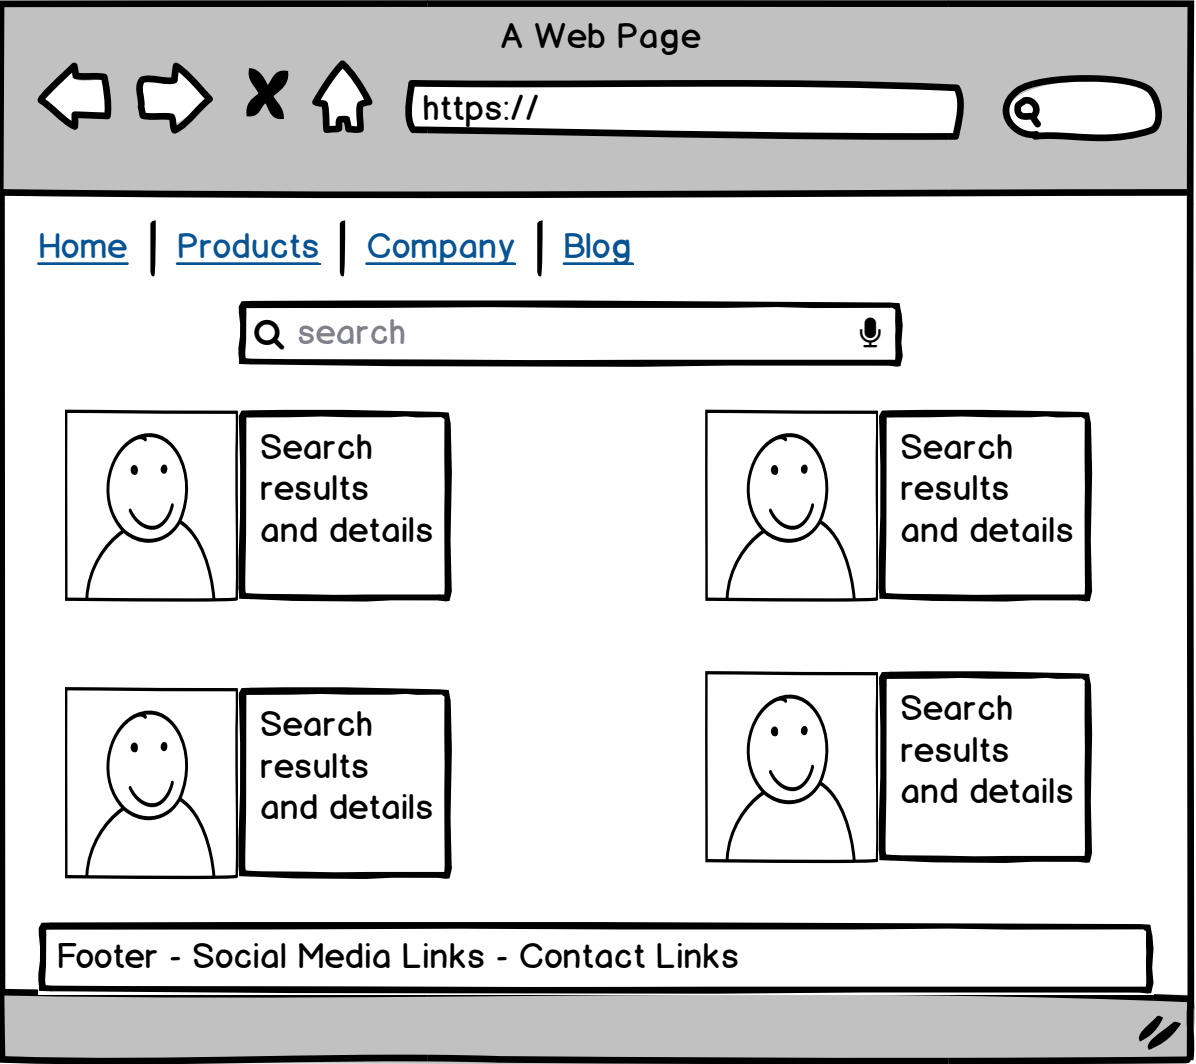 A Web Page
https://
Home | Products | Company | Blog
search
Search
results
and details
Search
results
and details
Search
results
and details
Search
results
and details
Footer - Social Media Links - Contact Links